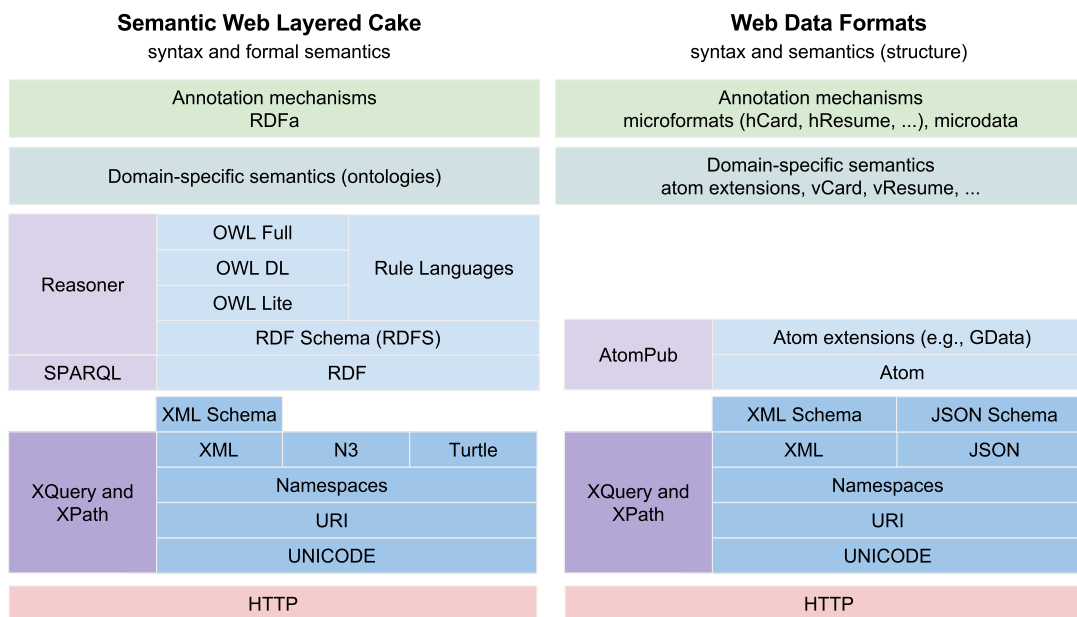 Semantic Web Layered Cake
syntax and formal semantics
Annotation mechanisms
RDFa
Domain-specific semantics (ontologies)
Reasoner
OWL Full
OWL DL
OWL Lite
Rule Languages
RDF Schema (RDFS)
SPARQL
RDF
XML Schema
XQuery and
XPath
XML
N3
Turtle
Namespaces
URI
UNICODE
HTTP
Web Data Formats
syntax and semantics (structure)
Annotation mechanisms
microformats (hCard, hResume, ...), microdata
Domain-specific semantics
atom extensions, vCard, vResume, ...
AtomPub
Atom extensions (e.g., GData)
Atom
XML Schema
JSON Schema
XQuery and
XPath
XML
JSON
Namespaces
URI
UNICODE
HTTP